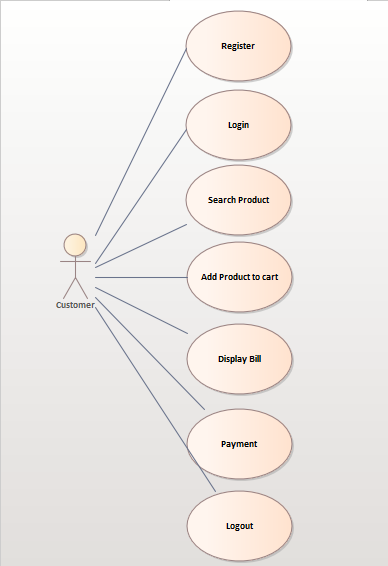 Register
Login
Search Product
Add Product to cart
Customer
Display Bill
Payment
Logout